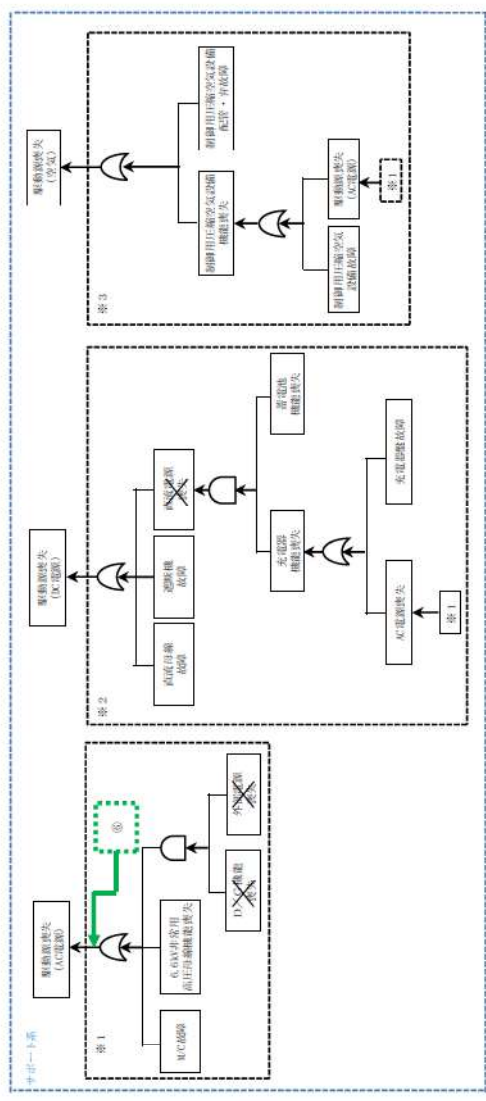 サポート系
駆動源喪失
(AC電源)
※1
⑥
M/C故障
6.6kV非常用
高圧母線機能喪失
D/G機能
喪失
外部電源
喪失
駆動源喪失
(DC電源)
※2
直流母線
故障
遮断機
故障
直流電源
喪失
充電器
機能喪失
蓄電池
機能喪失
AC電源喪失
充電器盤故障
※1
駆動源喪失
(空気)
※3
制御用圧縮空気設備
機能喪失
制御用圧縮空気設備
配管・弁故障
制御用圧縮空気
設備故障
駆動源喪失
(AC電源)
※1